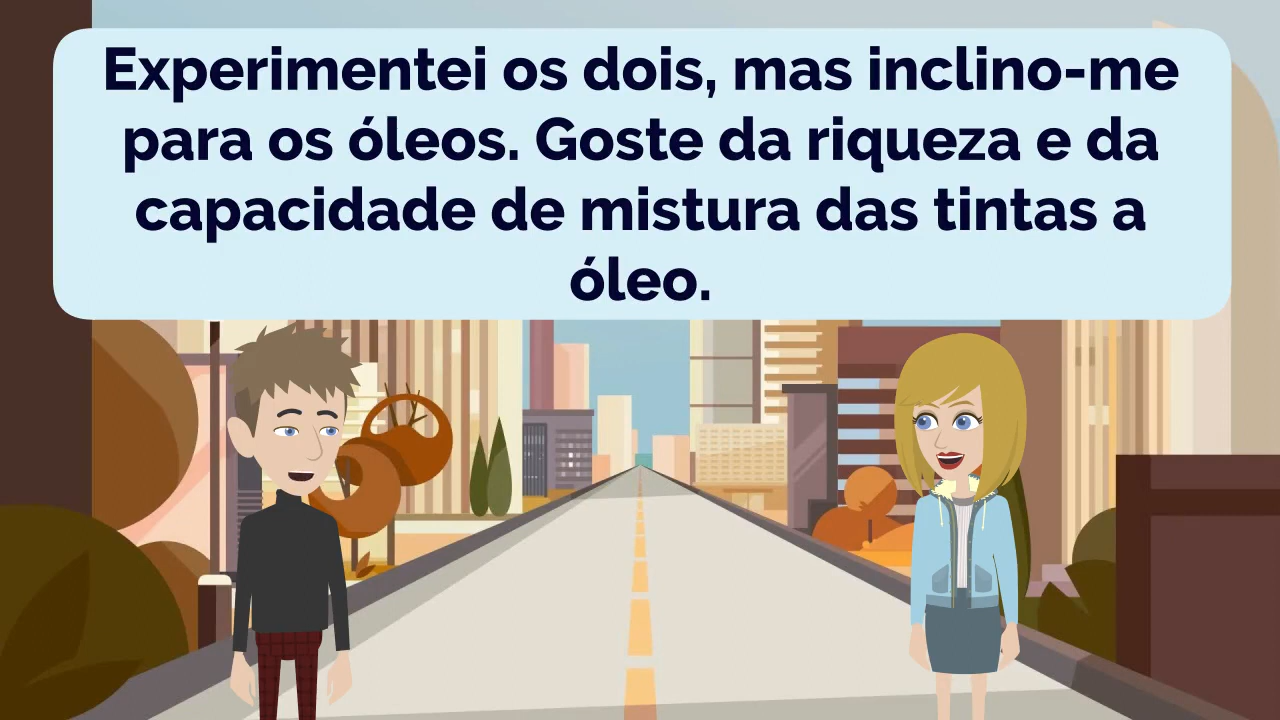 Experimentei os dois, mas inclino-me
para os óleos. Goste da riqueza e da
capacidade de mistura das tintas a
óleo.